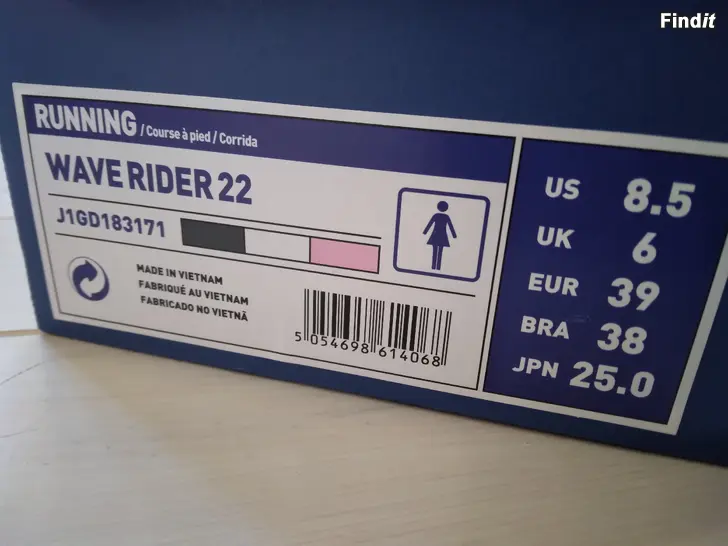 Findit
RUNNING / Course à pied / Corrida
WAVE RIDER 22
J1GD183171
MADE IN VIETNAM
FABRIQUÉ AU VIETNAM
FABRICADO NO VIETNÃ
5 054698 614068
US 8.5
UK 6
EUR 39
BRA 38
JPN 25.0